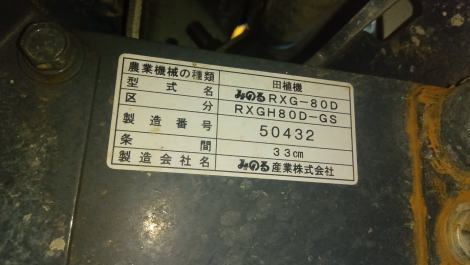 農業機械の種類 田植機
型式名 みのるRXG-80D
区分 RXGH80D-GS
製造番号 50432
条間 33cm
製造会社名 みのる産業株式会社